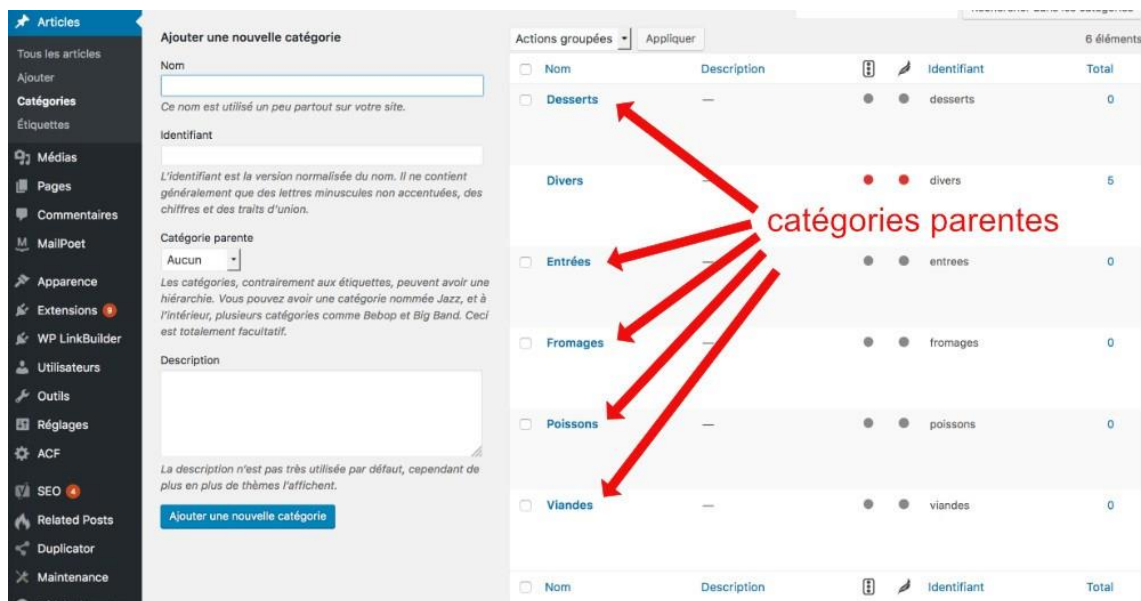 Articles
Tous les articles
Ajouter
Catégories
Étiquettes
Médias
Pages
Commentaires
MailPoet
Apparence
Extensions 9
WP LinkBuilder
Utilisateurs
Outils
Réglages
ACF
SEO 4
Related Posts
Duplicator
Maintenance
Ajouter une nouvelle catégorie
Nom
Ce nom est utilisé un peu partout sur votre site.
Identifiant
L'identifiant est la version normalisée du nom. Il ne contient
généralement que des lettres minuscules non accentuées, des
chiffres et des traits d'union.
Catégorie parente
Aucun
Les catégories, contrairement aux étiquettes, peuvent avoir une
hiérarchie. Vous pouvez avoir une catégorie nommée Jazz, et à
l'intérieur, plusieurs catégories comme Bebop et Big Band. Ceci
est totalement facultatif.
Description
La description n'est pas très utilisée par défaut, cependant de
plus en plus de thèmes l'affichent.
Ajouter une nouvelle catégorie
Rechercher dans les catégories
Actions groupées Appliquer 6 éléments
Nom Description Identifiant Total
Desserts — desserts 0
Divers — divers 5
catégories parentes
Entrées — entrees 0
Fromages — fromages 0
Poissons — poissons 0
Viandes — viandes 0
Nom Description Identifiant Total